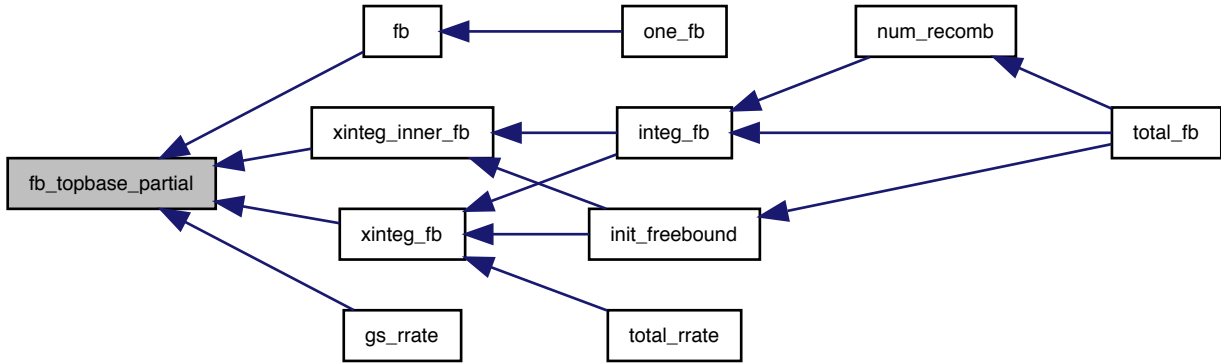 fb_topbase_partial
fb
one_fb
xinteg_inner_fb
integ_fb
num_recomb
total_fb
xinteg_fb
init_freebound
gs_rrate
total_rrate